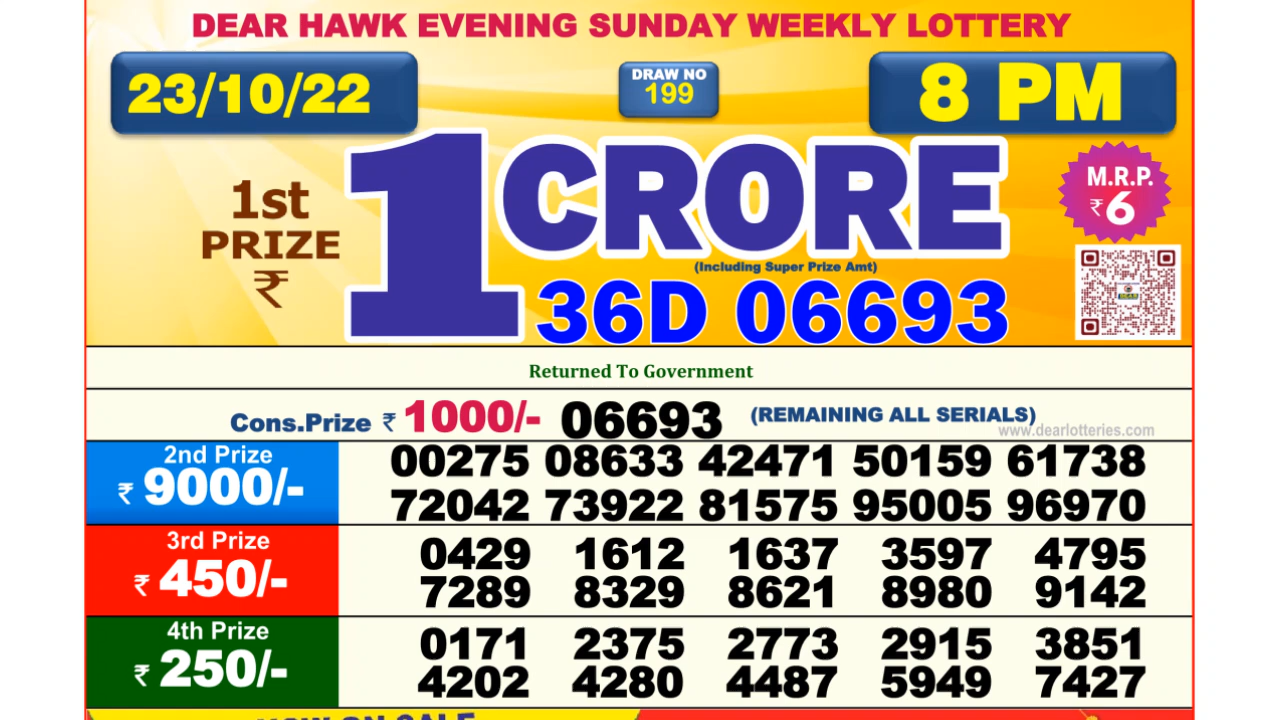 DEAR HAWK EVENING SUNDAY WEEKLY LOTTERY
23/10/22
DRAW NO
199
8 PM
1st
PRIZE
₹
1 CRORE
(Including Super Prize Amt)
36D 06693
M.R.P.
₹6
Returned To Government
Cons.Prize ₹ 1000/- 06693 (REMAINING ALL SERIALS)
www.dearlotteries.com
2nd Prize
₹ 9000/-
00275 08633 42471 50159 61738
72042 73922 81575 95005 96970
3rd Prize
₹ 450/-
0429 1612 1637 3597 4795
7289 8329 8621 8980 9142
4th Prize
₹ 250/-
0171 2375 2773 2915 3851
4202 4280 4487 5949 7427
NOW ON SALE